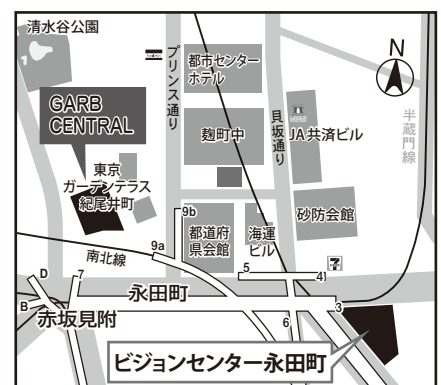 清水谷公園
N
都市センター
ホテル
プリンス通り
GARB
CENTRAL
麹町中
貝坂通り
JA共済ビル
半蔵門線
東京
ガーデンテラス
紀尾井町
9b
都道府
県会館
海運
ビル
砂防会館
9a
南北線
D
7
5
4
永田町
3
B
赤坂見附
6
ビジョンセンター永田町